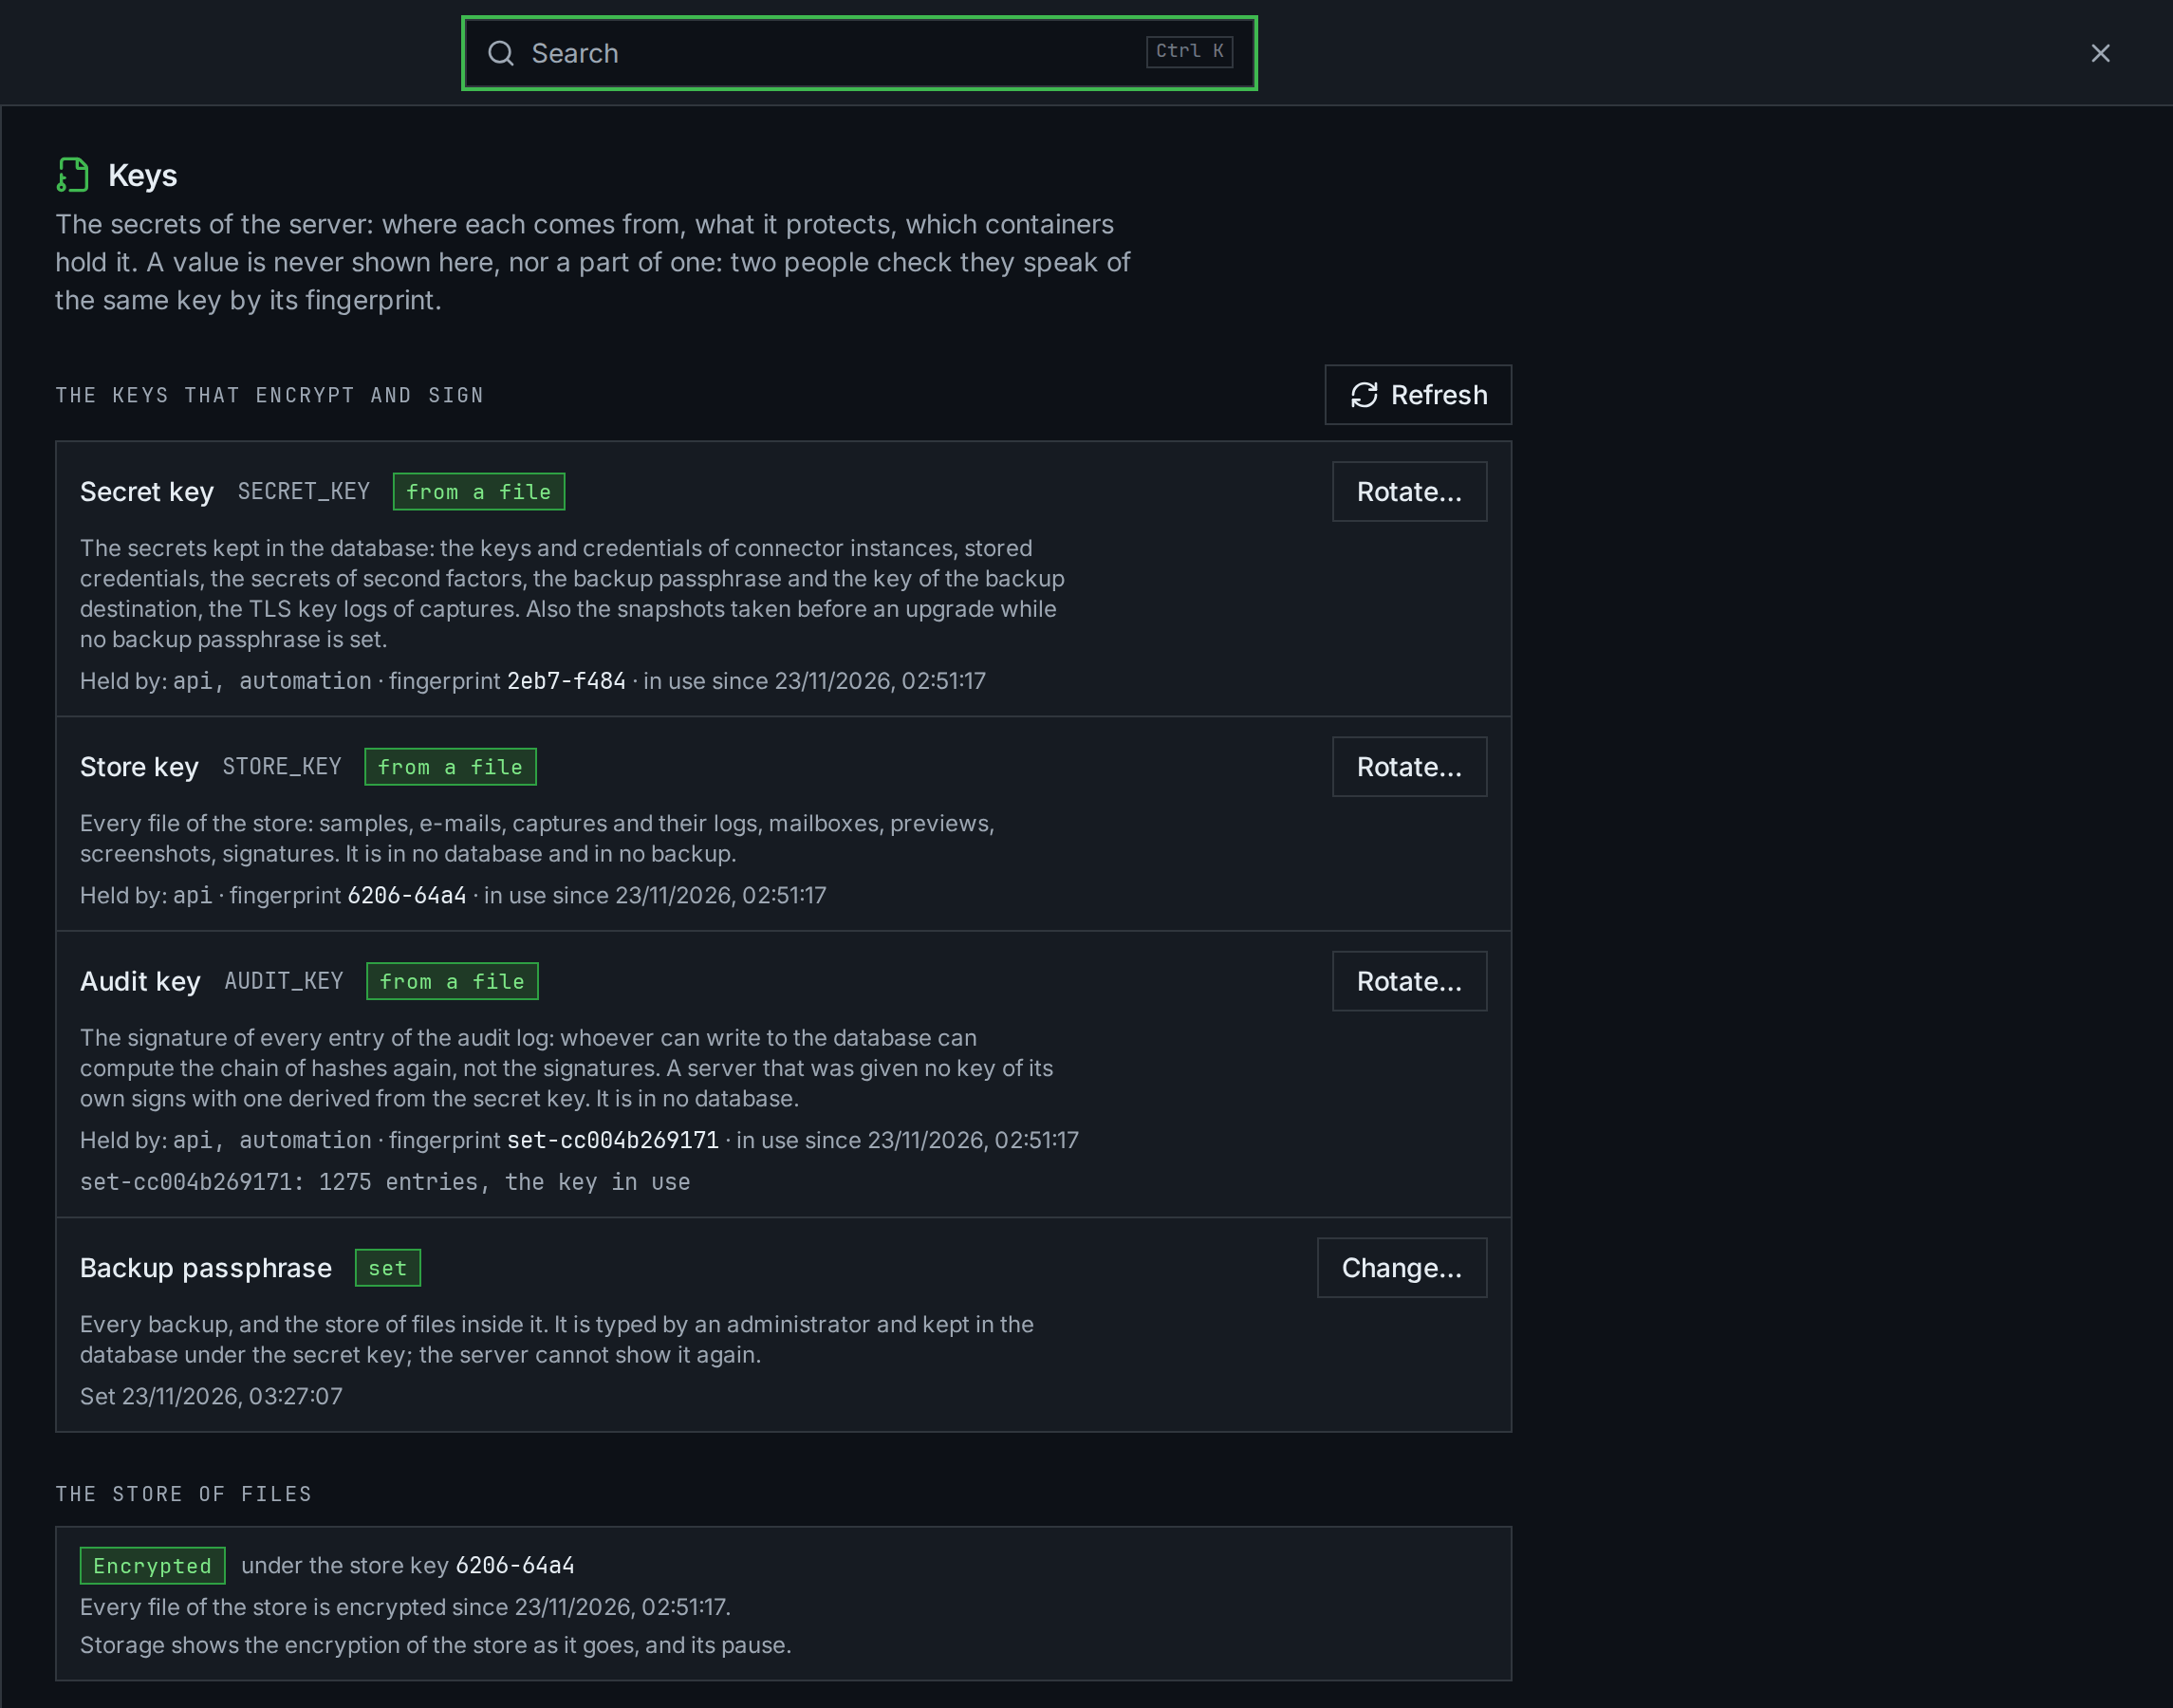 Search
Ctrl K
Keys
The secrets of the server: where each comes from, what it protects, which containers
hold it. A value is never shown here, nor a part of one: two people check they speak of
the same key by its fingerprint.
THE KEYS THAT ENCRYPT AND SIGN
Refresh
Secret key SECRET_KEY from a file
Rotate...
The secrets kept in the database: the keys and credentials of connector instances, stored
credentials, the secrets of second factors, the backup passphrase and the key of the backup
destination, the TLS key logs of captures. Also the snapshots taken before an upgrade while
no backup passphrase is set.
Held by: api, automation · fingerprint 2eb7-f484 · in use since 23/11/2026, 02:51:17
Store key STORE_KEY from a file
Rotate...
Every file of the store: samples, e-mails, captures and their logs, mailboxes, previews,
screenshots, signatures. It is in no database and in no backup.
Held by: api · fingerprint 6206-64a4 · in use since 23/11/2026, 02:51:17
Audit key AUDIT_KEY from a file
Rotate...
The signature of every entry of the audit log: whoever can write to the database can
compute the chain of hashes again, not the signatures. A server that was given no key of its
own signs with one derived from the secret key. It is in no database.
Held by: api, automation · fingerprint set-cc004b269171 · in use since 23/11/2026, 02:51:17
set-cc004b269171: 1275 entries, the key in use
Backup passphrase set
Change...
Every backup, and the store of files inside it. It is typed by an administrator and kept in the
database under the secret key; the server cannot show it again.
Set 23/11/2026, 03:27:07
THE STORE OF FILES
Encrypted under the store key 6206-64a4
Every file of the store is encrypted since 23/11/2026, 02:51:17.
Storage shows the encryption of the store as it goes, and its pause.